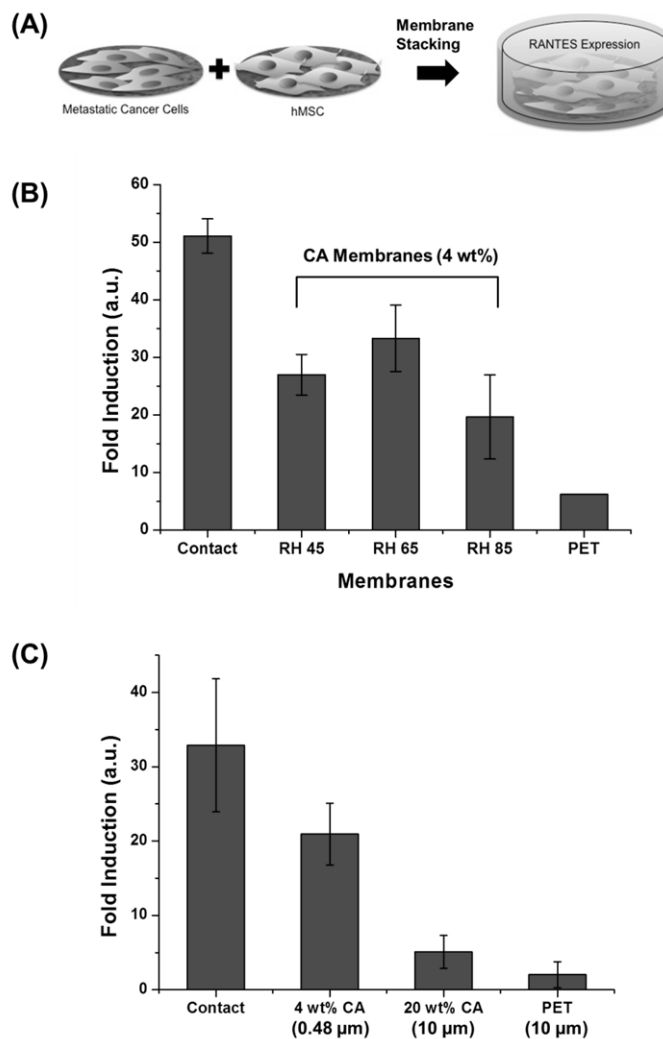 (A)
Metastatic Cancer Cells
+
hMSC
Membrane
Stacking
RANTES Expression
(B)
Fold Induction (a.u.)
60
50
40
30
20
10
0
CA Membranes (4 wt%)
Contact
RH 45
RH 65
RH 85
PET
Membranes
(C)
Fold Induction (a.u.)
40
30
20
10
0
Contact
4 wt% CA
(0.48 µm)
20 wt% CA
(10 µm)
PET
(10 µm)